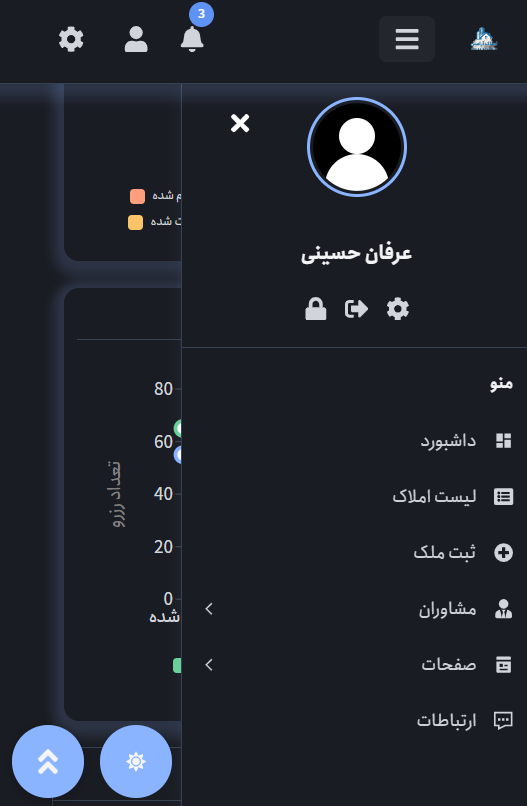 3
عرفان حسینی
منو
داشبورد
لیست املاک
ثبت ملک
مشاوران
صفحات
ارتباطات
شده
شده
80
60
40
20
0
تعداد رزرو
شده